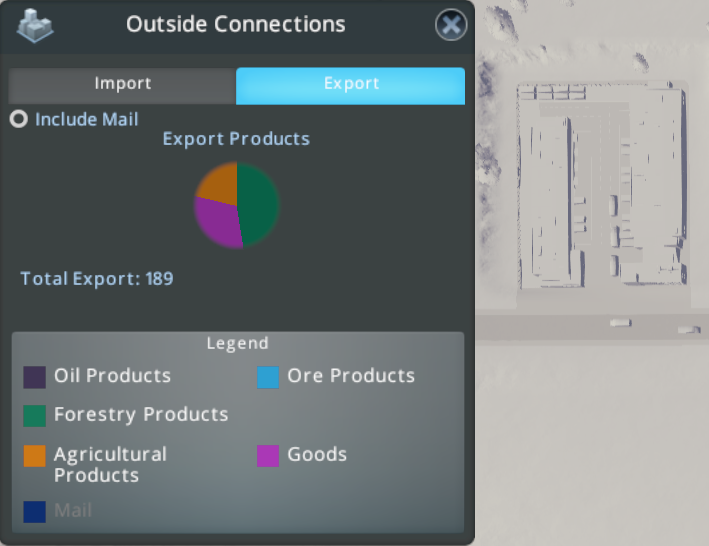 Outside Connections
Import
Export
Include Mail
Export Products
Total Export: 189
Legend
Oil Products
Ore Products
Forestry Products
Agricultural
Products
Goods
Mail